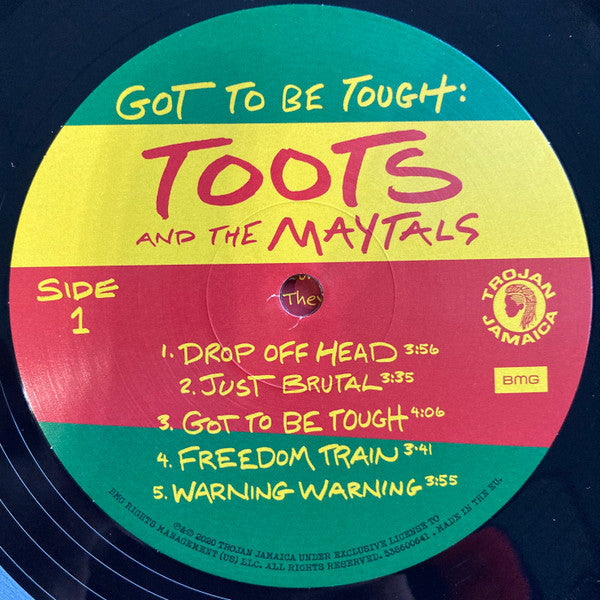 GOT TO BE TOUGH:
TOOTS
AND THE MAYTALS
SIDE
1
They
TROJAN
JAMAICA
BMG
1. DROP OFF HEAD 3:56
2. JUST BRUTAL 3:35
3. GOT TO BE TOUGH 4:06
4. FREEDOM TRAIN 3:41
5. WARNING WARNING 3:55
℗&© 2020 TROJAN JAMAICA UNDER EXCLUSIVE LICENSE TO
BMG RIGHTS MANAGEMENT (US) LLC. ALL RIGHTS RESERVED. 538600641 . MADE IN THE EU.